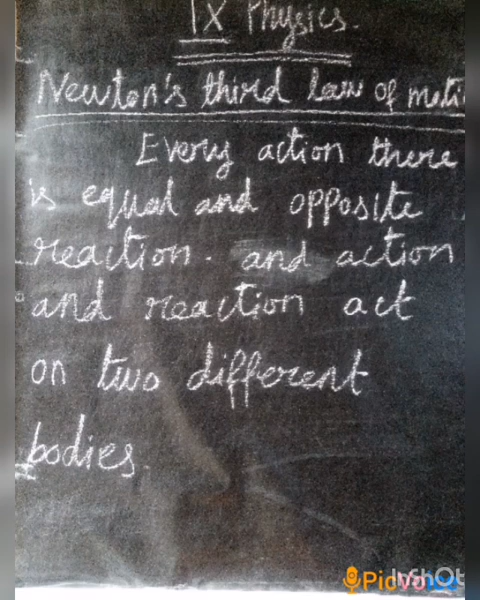 IX Physics.
Newton's third law of moti
Every action there
is equal and opposite
reaction. and action
and reaction act
on two different
bodies.